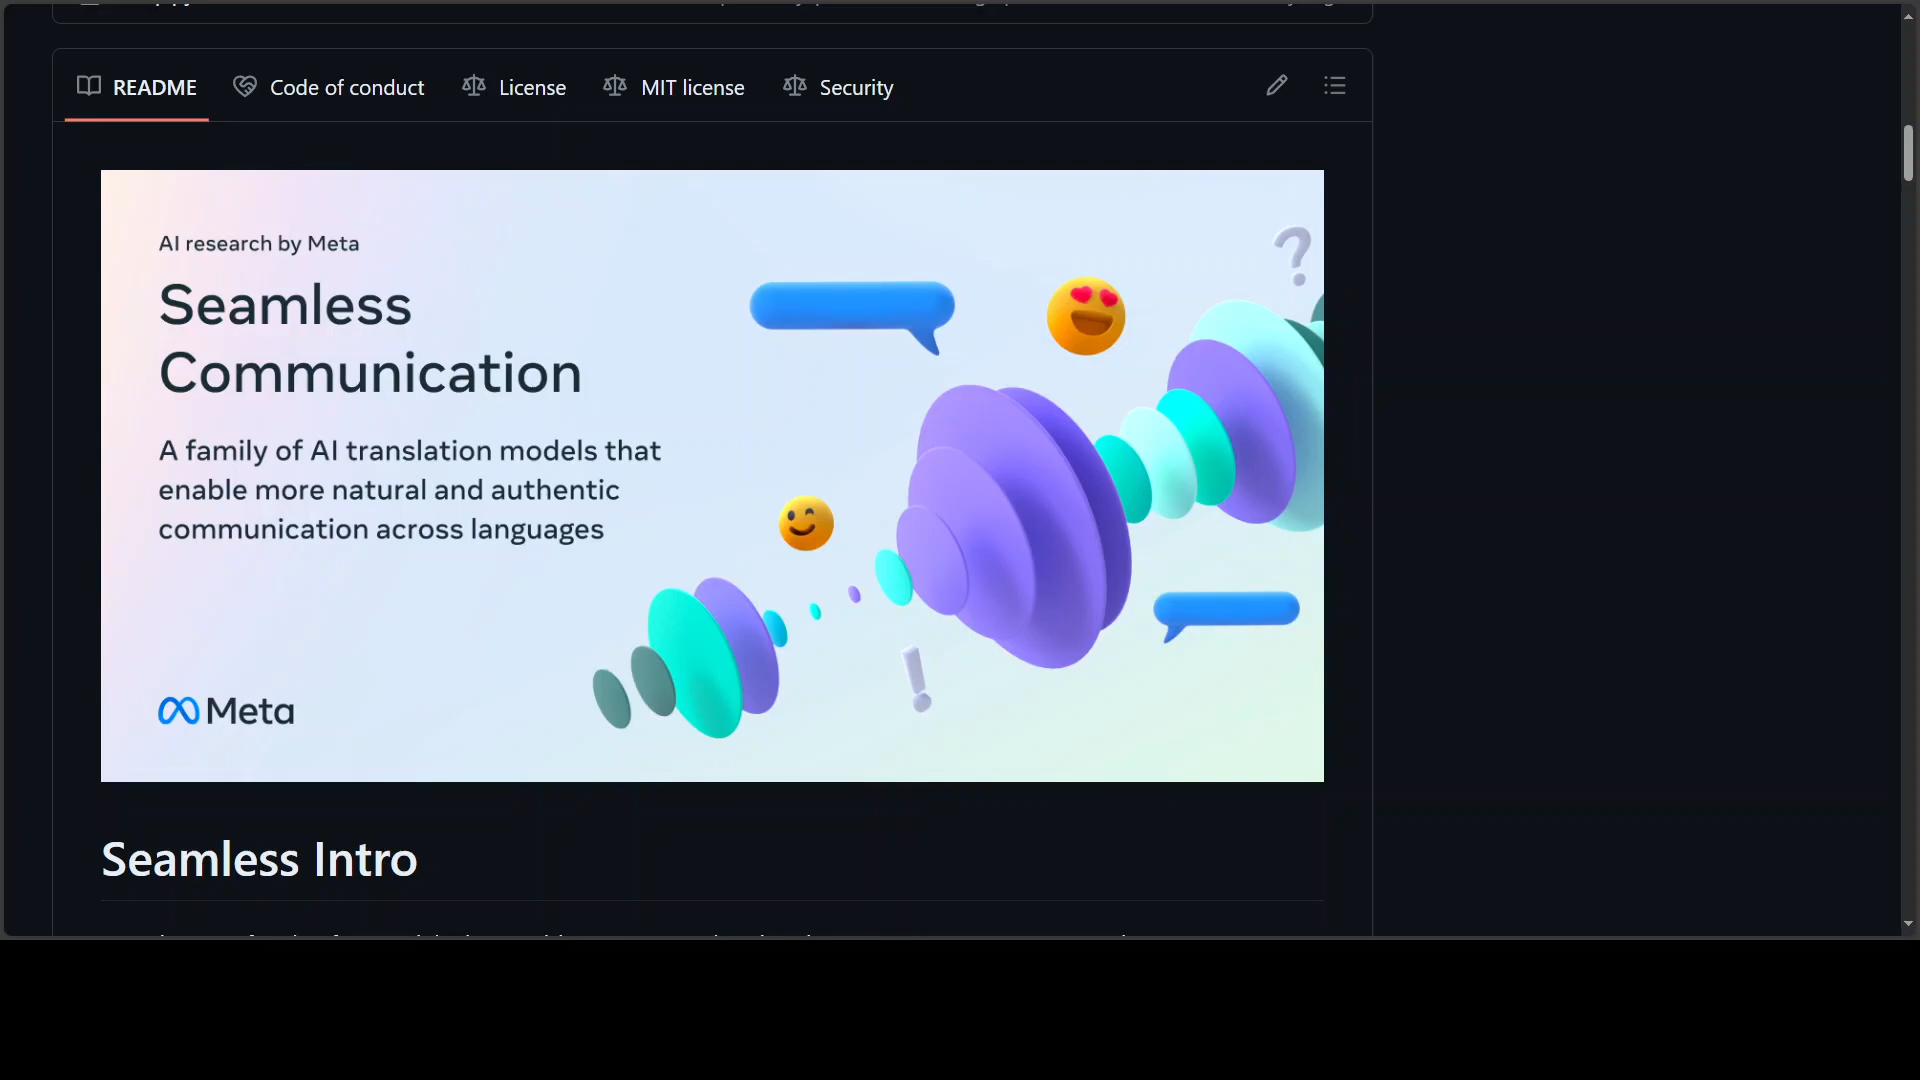 README Code of conduct License MIT license Security
AI research by Meta
Seamless
Communication
A family of AI translation models that
enable more natural and authentic
communication across languages
Meta
Seamless Intro